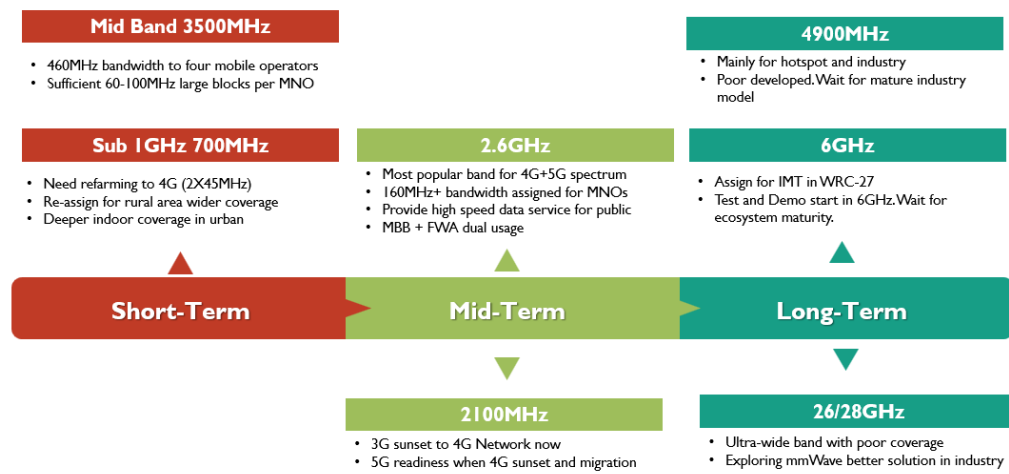 Mid Band 3500MHz
• 460MHz bandwidth to four mobile operators
• Sufficient 60-100MHz large blocks per MNO
4900MHz
• Mainly for hotspot and industry
• Poor developed. Wait for mature industry
model
Sub 1GHz 700MHz
• Need refarming to 4G (2X45MHz)
• Re-assign for rural area wider coverage
• Deeper indoor coverage in urban
2.6GHz
• Most popular band for 4G+5G spectrum
• 160MHz+ bandwidth assigned for MNOs
• Provide high speed data service for public
• MBB + FWA dual usage
6GHz
• Assign for IMT in WRC-27
• Test and Demo start in 6GHz. Wait for
ecosystem maturity.
Short-Term
Mid-Term
Long-Term
2100MHz
• 3G sunset to 4G Network now
• 5G readiness when 4G sunset and migration
26/28GHz
• Ultra-wide band with poor coverage
• Exploring mmWave better solution in industry